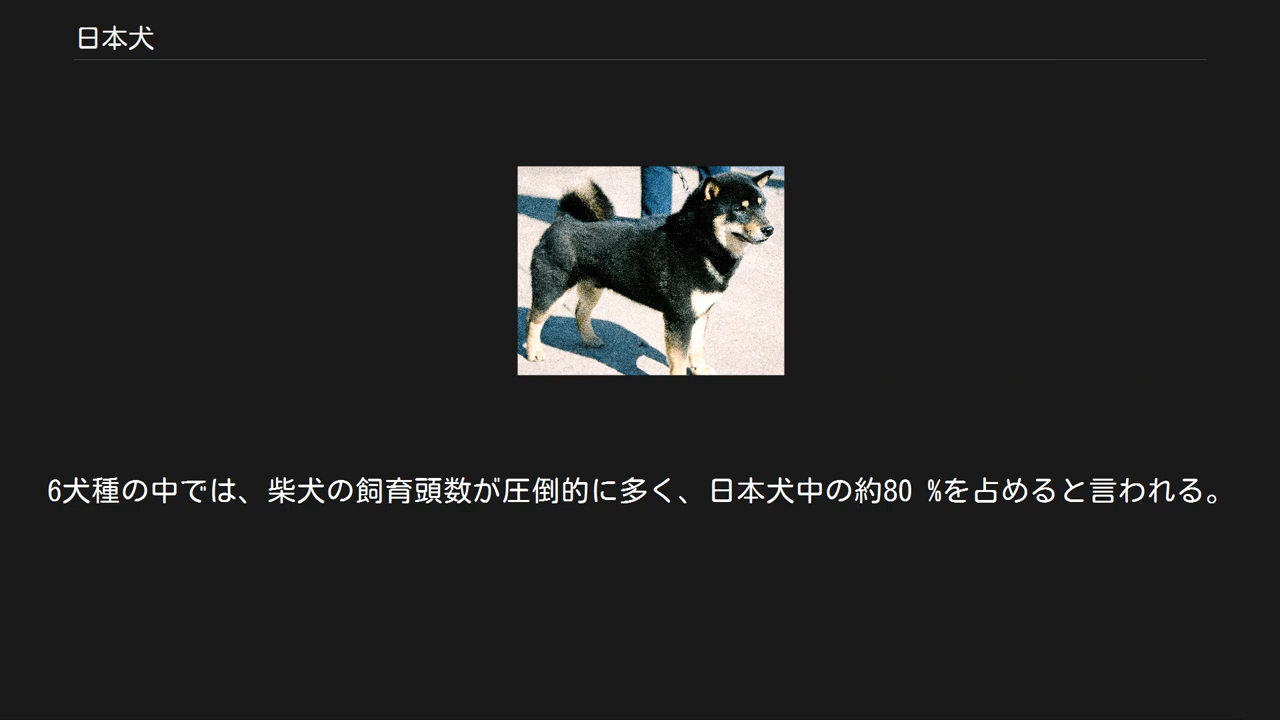 日本犬
6犬種の中では、柴犬の飼育頭数が圧倒的に多く、日本犬中の約80 %を占めると言われる。